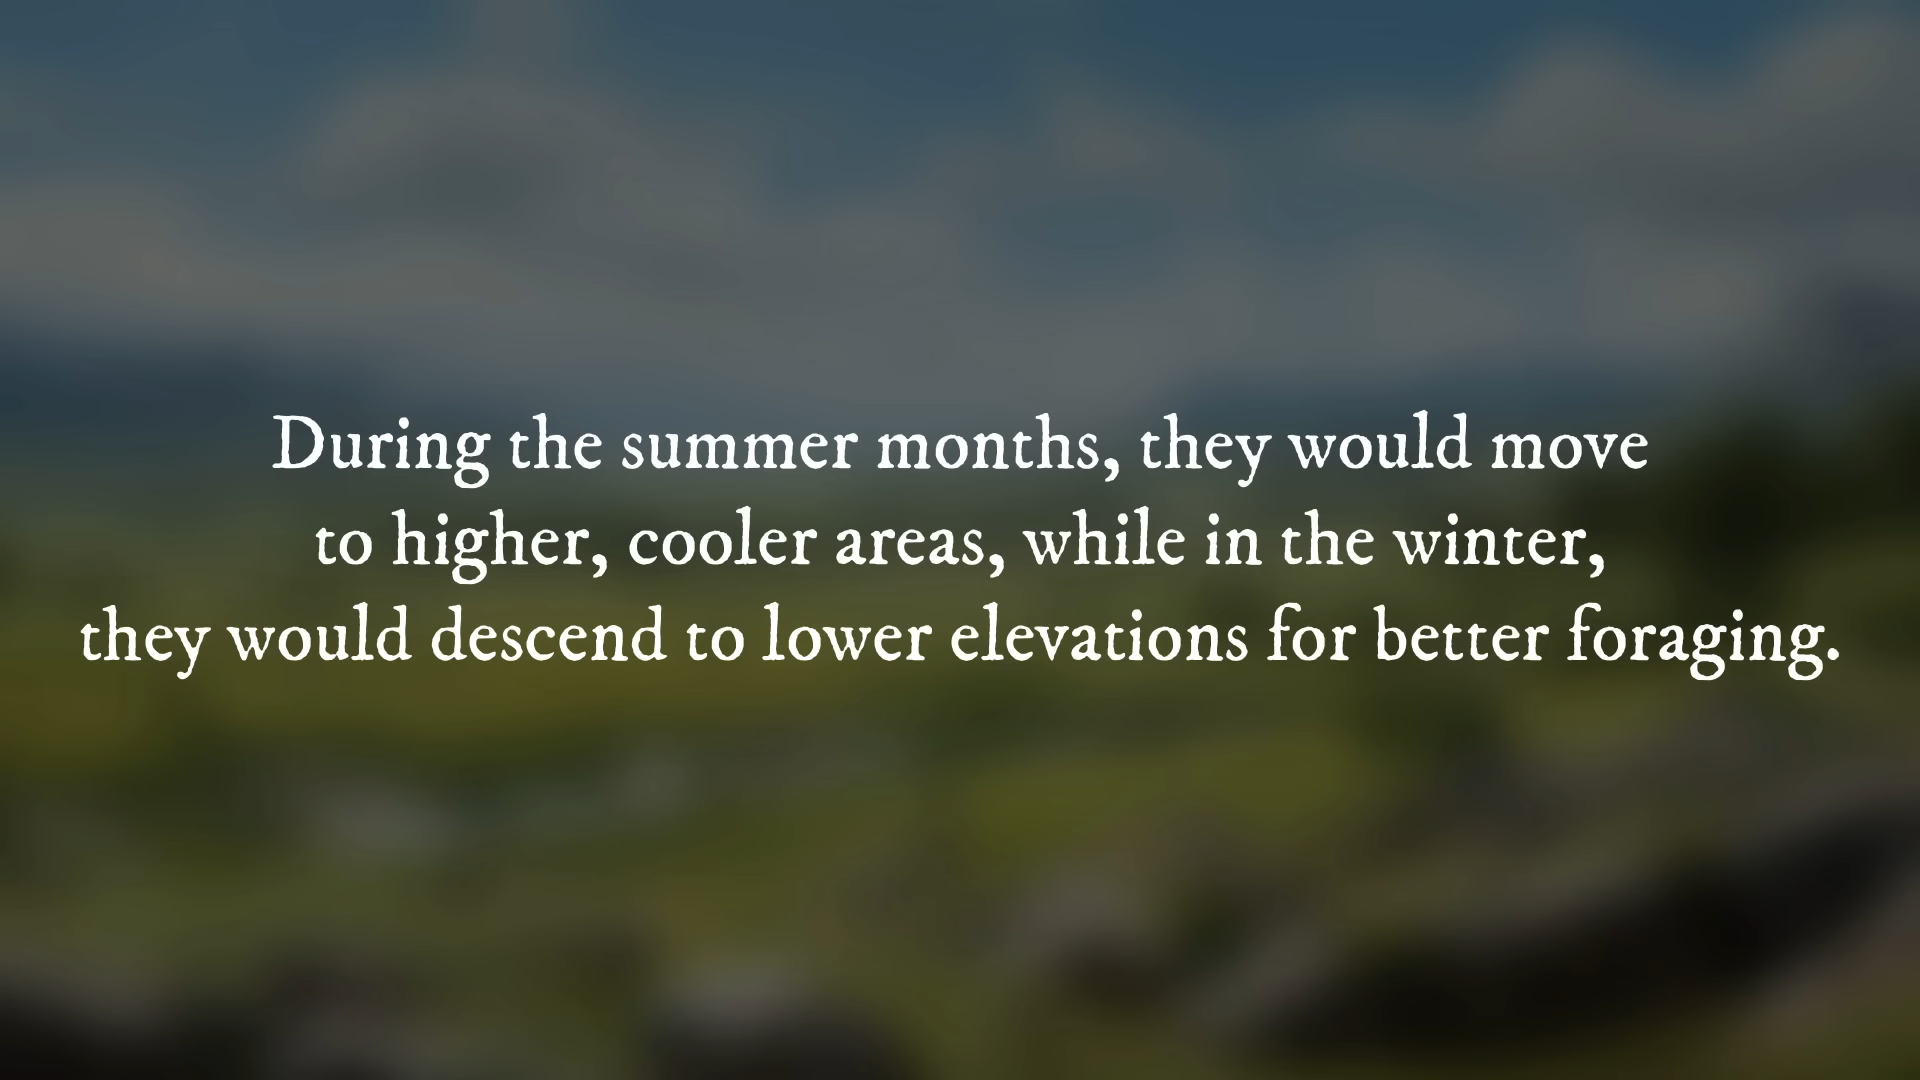 During the summer months, they would move
to higher, cooler areas, while in the winter,
they would descend to lower elevations for better foraging.